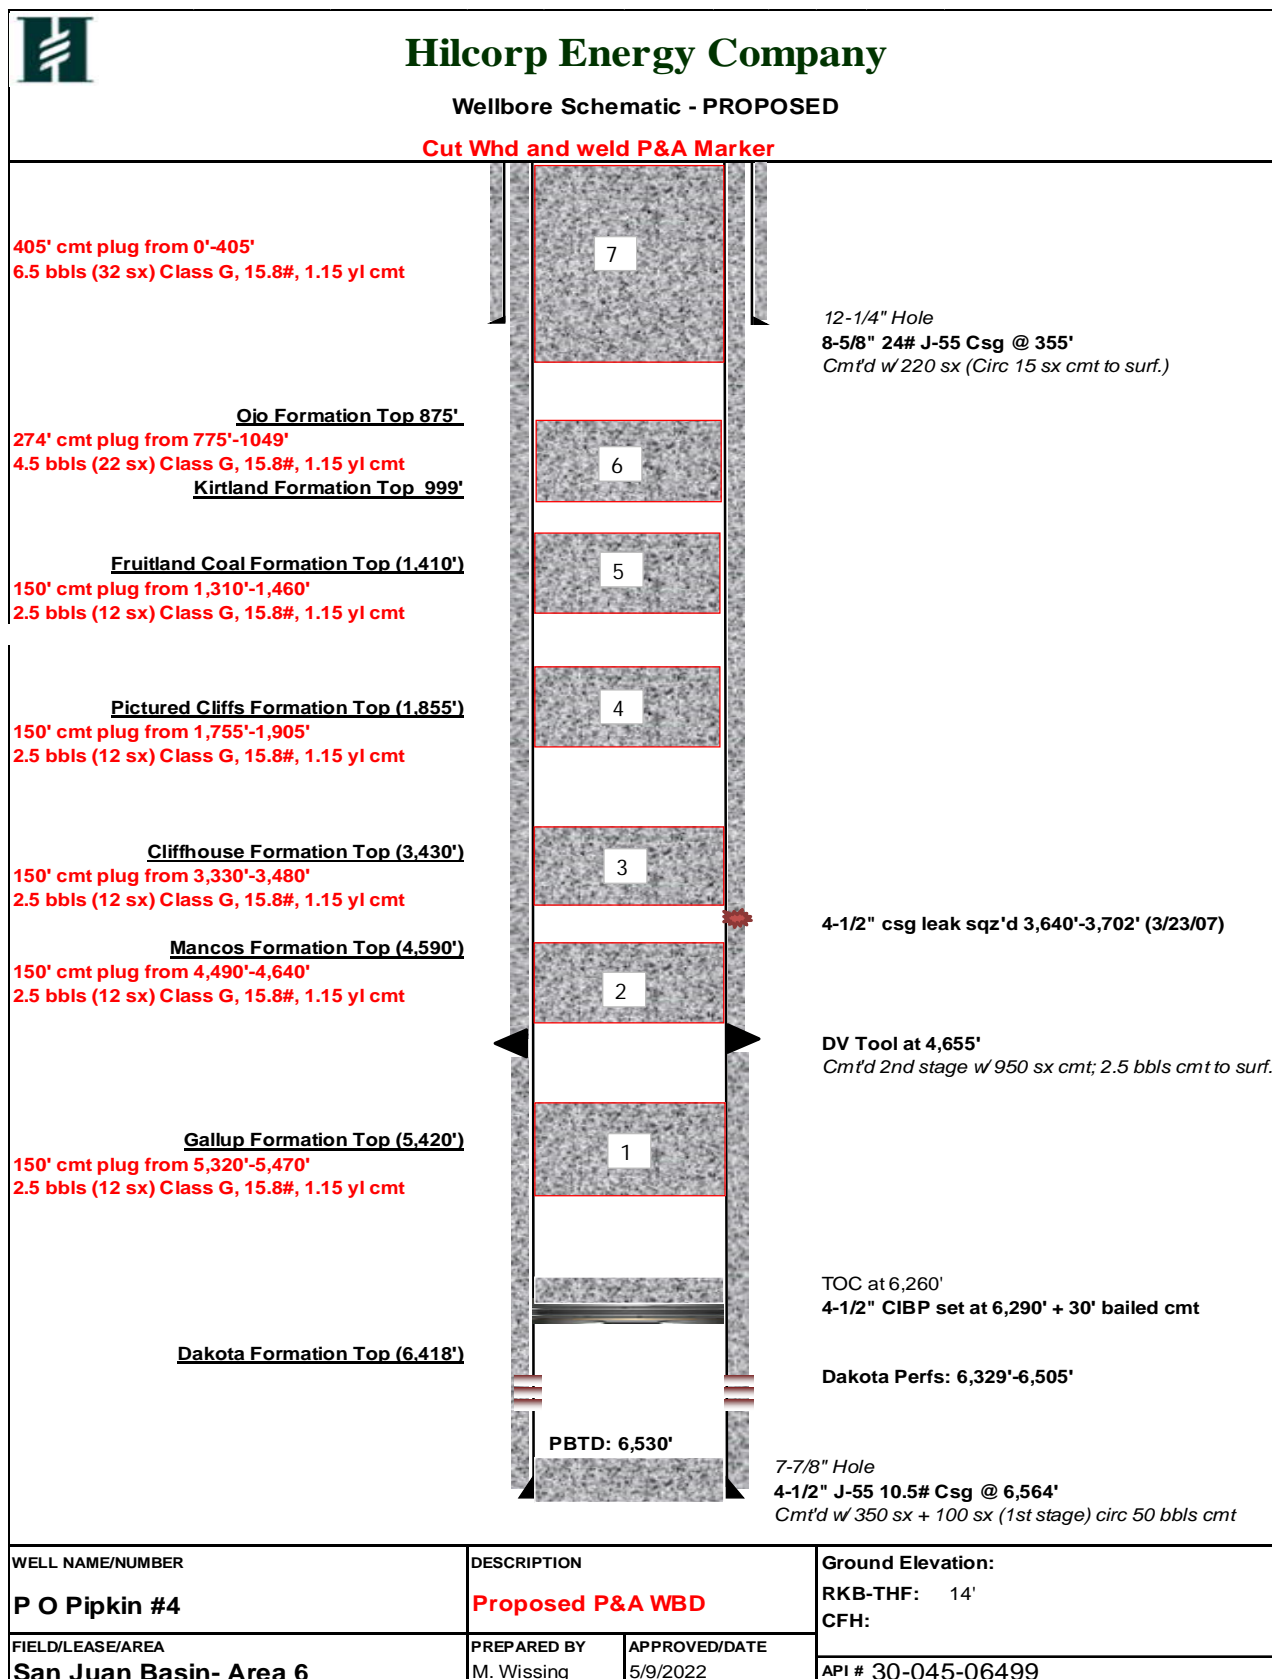 Hilcorp Energy Company
Wellbore Schematic - PROPOSED
Cut Whd and weld P&A Marker
405' cmt plug from 0'-405'
6.5 bbls (32 sx) Class G, 15.8#, 1.15 yl cmt
7
12-1/4" Hole
8-5/8" 24# J-55 Csg @ 355'
Cmt'd w/ 220 sx (Circ 15 sx cmt to surf.)
Ojo Formation Top 875'
274' cmt plug from 775'-1049'
4.5 bbls (22 sx) Class G, 15.8#, 1.15 yl cmt
Kirtland Formation Top 999'
6
Fruitland Coal Formation Top (1,410')
150' cmt plug from 1,310'-1,460'
2.5 bbls (12 sx) Class G, 15.8#, 1.15 yl cmt
5
Pictured Cliffs Formation Top (1,855')
150' cmt plug from 1,755'-1,905'
2.5 bbls (12 sx) Class G, 15.8#, 1.15 yl cmt
4
Cliffhouse Formation Top (3,430')
150' cmt plug from 3,330'-3,480'
2.5 bbls (12 sx) Class G, 15.8#, 1.15 yl cmt
3
4-1/2" csg leak sqz'd 3,640'-3,702' (3/23/07)
Mancos Formation Top (4,590')
150' cmt plug from 4,490'-4,640'
2.5 bbls (12 sx) Class G, 15.8#, 1.15 yl cmt
2
DV Tool at 4,655'
Cmt'd 2nd stage w/ 950 sx cmt; 2.5 bbls cmt to surf.
Gallup Formation Top (5,420')
150' cmt plug from 5,320'-5,470'
2.5 bbls (12 sx) Class G, 15.8#, 1.15 yl cmt
1
TOC at 6,260'
4-1/2" CIBP set at 6,290' + 30' bailed cmt
Dakota Formation Top (6,418')
Dakota Perfs: 6,329'-6,505'
PBTD: 6,530'
7-7/8" Hole
4-1/2" J-55 10.5# Csg @ 6,564'
Cmt'd w/ 350 sx + 100 sx (1st stage) circ 50 bbls cmt
WELL NAME/NUMBER
P O Pipkin #4
DESCRIPTION
Proposed P&A WBD
Ground Elevation:
RKB-THF: 14'
CFH:
FIELD/LEASE/AREA
San Juan Basin- Area 6
PREPARED BY
M. Wissing
APPROVED/DATE
5/9/2022
API # 30-045-06499